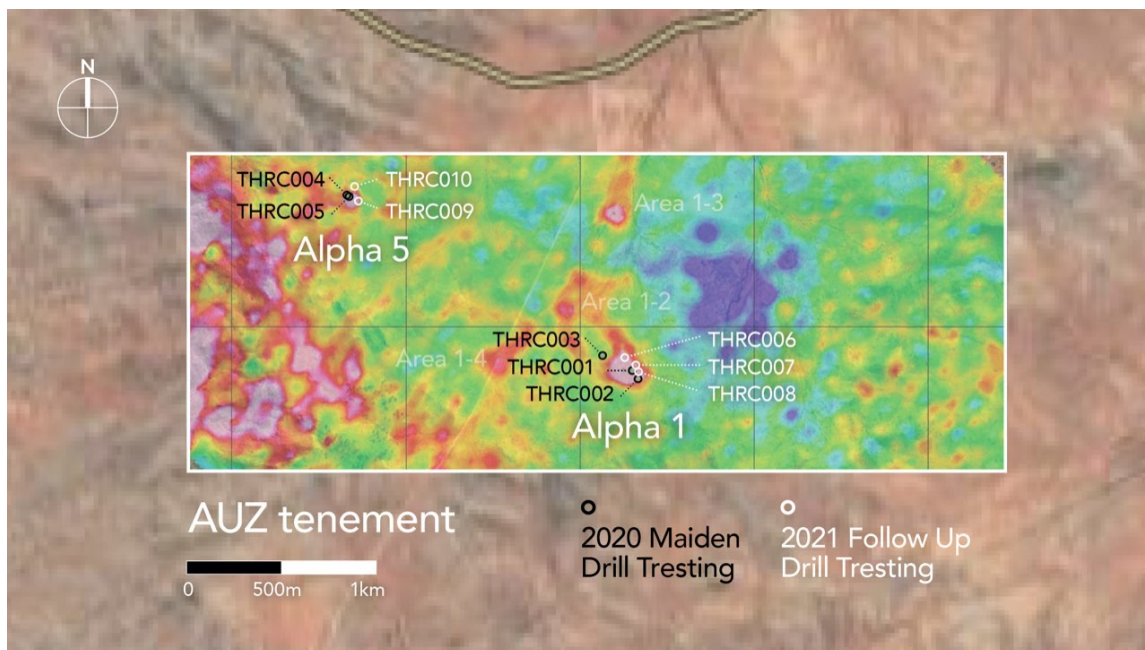 N
THRC004
THRC010
THRC005
THRC009
Alpha 5
Area 1-3
Area 1-2
THRC003
THRC006
Area 1-4
THRC001
THRC007
THRC002
THRC008
Alpha 1
AUZ tenement
0 500m 1km
2020 Maiden
Drill Tresting
2021 Follow Up
Drill Tresting